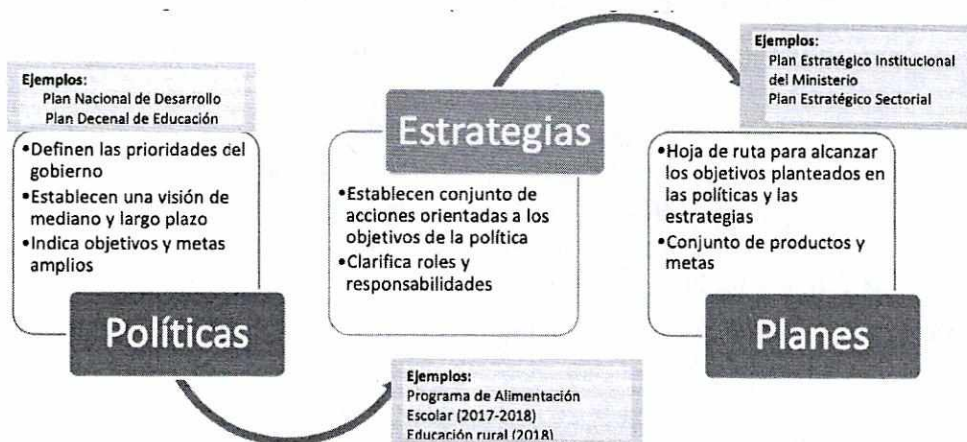 Ejemplos:
Plan Nacional de Desarrollo
Plan Decenal de Educación
•Definen las prioridades del
gobierno
•Establecen una visión de
mediano y largo plazo
•Indica objetivos y metas
amplios
Políticas
Estrategias
•Establecen conjunto de
acciones orientadas a los
objetivos de la política
•Clarifica roles y
responsabilidades
Ejemplos:
Programa de Alimentación
Escolar (2017-2018)
Educación rural (2018)
Ejemplos:
Plan Estratégico Institucional
del Ministerio
Plan Estratégico Sectorial
•Hoja de ruta para alcanzar
los objetivos planteados en
las políticas y las
estrategias
•Conjunto de productos y
metas
Planes